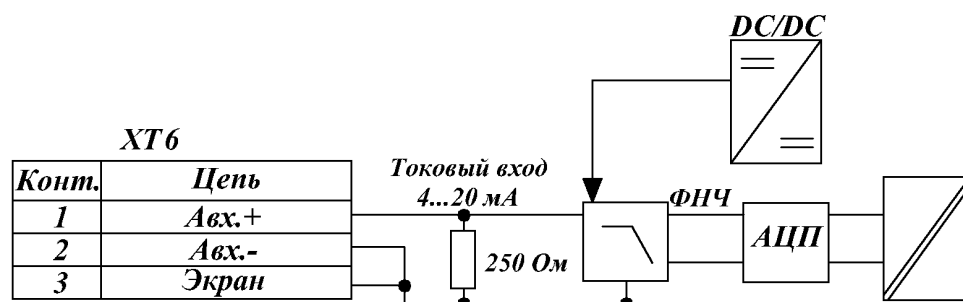 DC/DC
XT6
Конт. Цепь
1 Авх.+
2 Авх.-
3 Экран
Токовый вход
4...20 мА
250 Ом
ФНЧ
АЦП